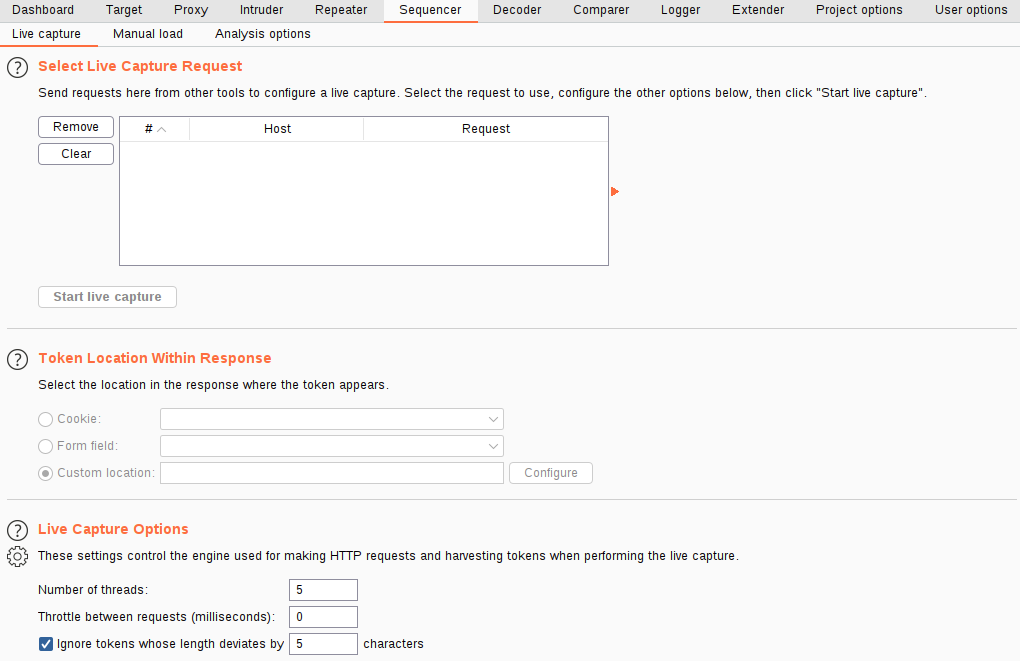 Dashboard Target Proxy Intruder Repeater Sequencer Decoder Comparer Logger Extender Project options User options
Live capture Manual load Analysis options
? Select Live Capture Request
Send requests here from other tools to configure a live capture. Select the request to use, configure the other options below, then click "Start live capture".
Remove # Host Request
Clear
Start live capture
? Token Location Within Response
Select the location in the response where the token appears.
Cookie:
Form field:
Custom location: Configure
? Live Capture Options
These settings control the engine used for making HTTP requests and harvesting tokens when performing the live capture.
Number of threads: 5
Throttle between requests (milliseconds): 0
Ignore tokens whose length deviates by 5 characters